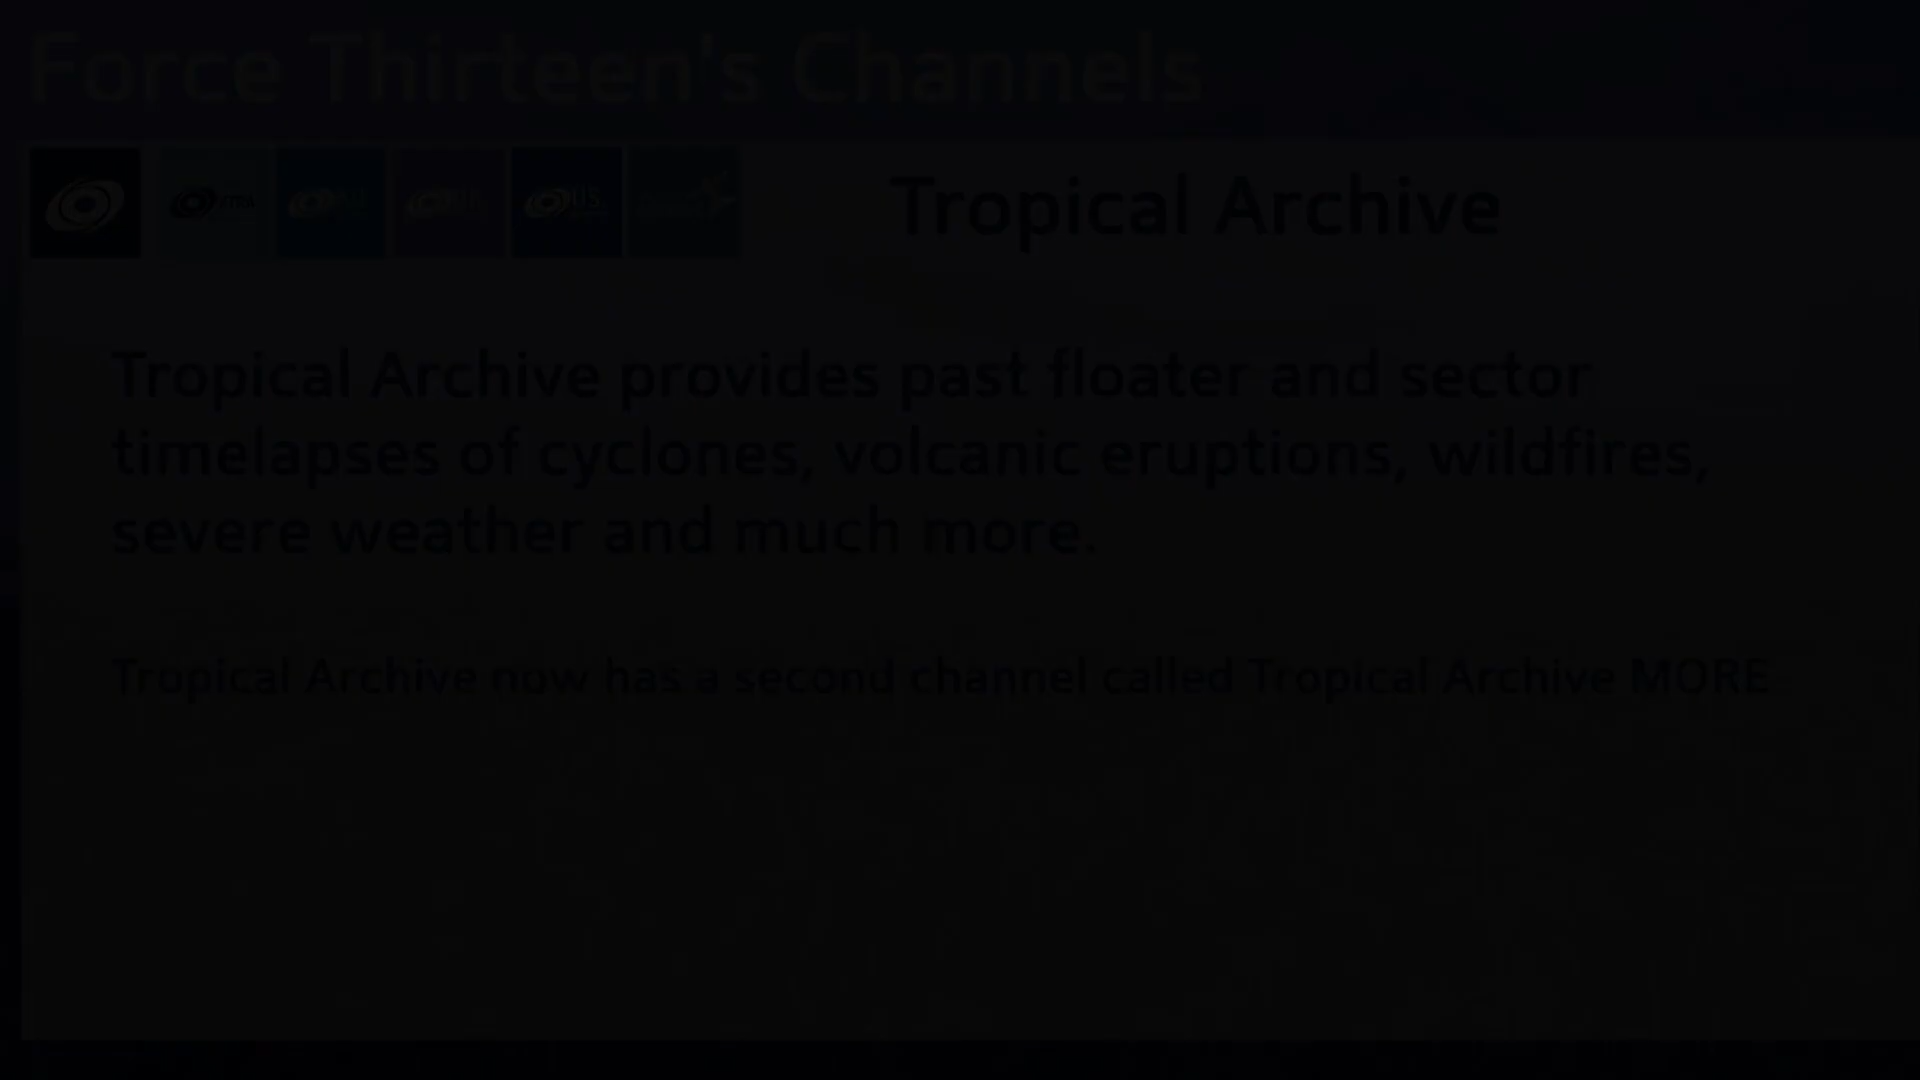 Force Thirteen's Channels
XTRA
U.S.
Tropical Archive
Tropical Archive provides past floater and sector
timelapses of cyclones, volcanic eruptions, wildfires,
severe weather and much more.
Tropical Archive now has a second channel called Tropical Archive MORE